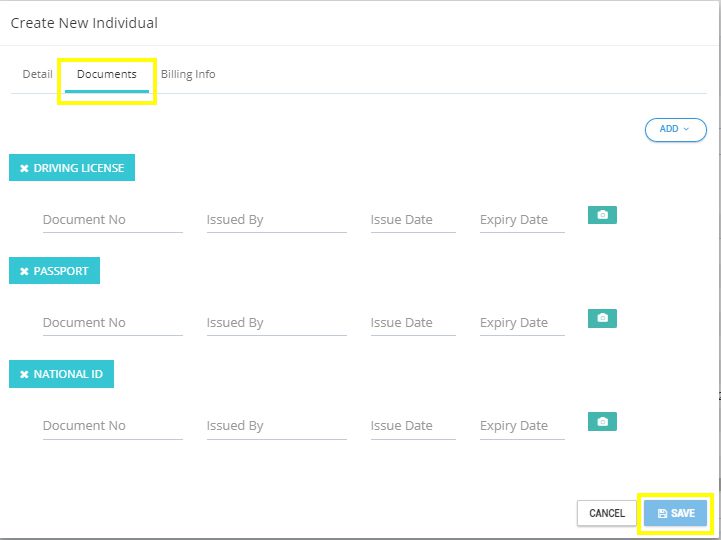 Create New Individual
Detail Documents Billing Info
ADD
DRIVING LICENSE
Document No Issued By Issue Date Expiry Date
PASSPORT
Document No Issued By Issue Date Expiry Date
NATIONAL ID
Document No Issued By Issue Date Expiry Date
CANCEL SAVE